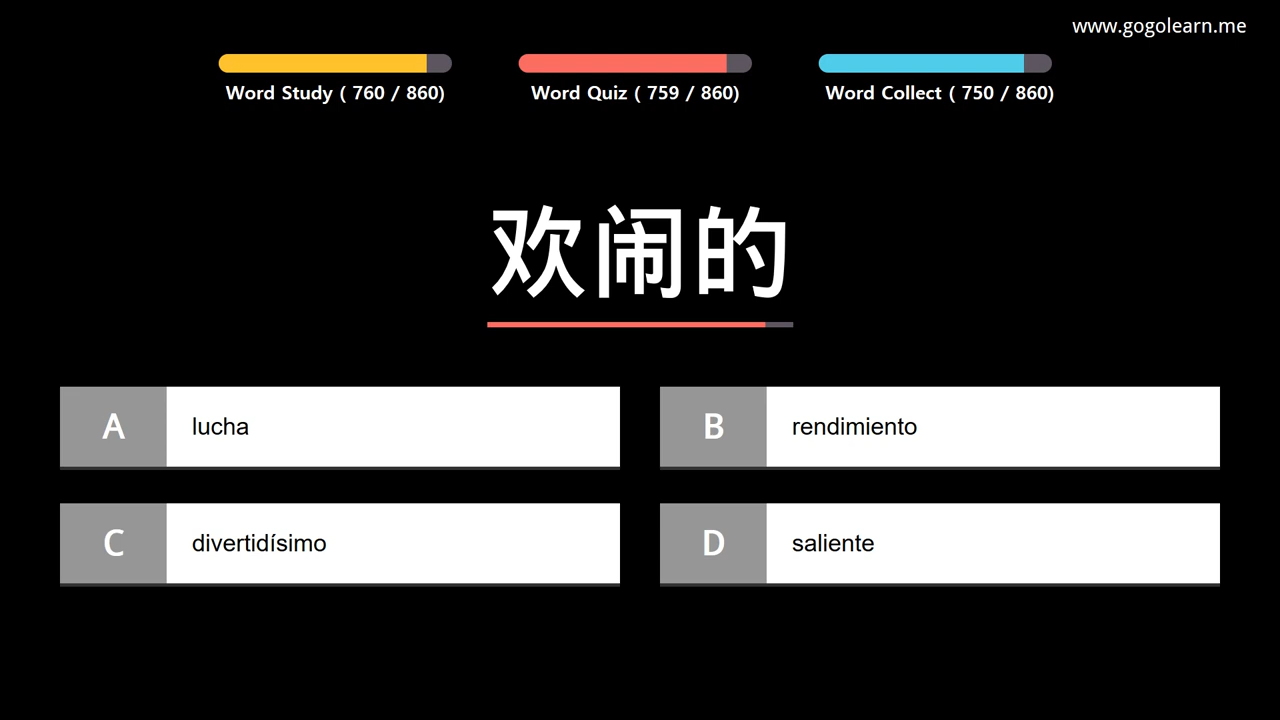 www.gogolearn.me
Word Study ( 760 / 860)
Word Quiz ( 759 / 860)
Word Collect ( 750 / 860)
欢闹的
A lucha
B rendimiento
C divertidísimo
D saliente